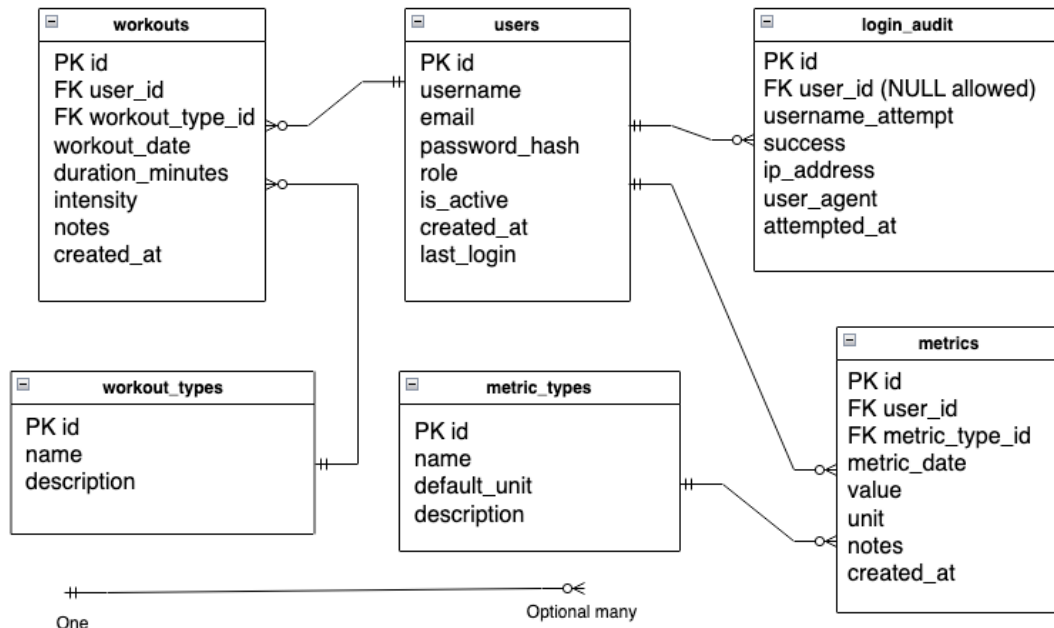 workouts
PK id
FK user_id
FK workout_type_id
workout_date
duration_minutes
intensity
notes
created_at
users
PK id
username
email
password_hash
role
is_active
created_at
last_login
login_audit
PK id
FK user_id (NULL allowed)
username_attempt
success
ip_address
user_agent
attempted_at
workout_types
PK id
name
description
metric_types
PK id
name
default_unit
description
metrics
PK id
FK user_id
FK metric_type_id
metric_date
value
unit
notes
created_at
One
Optional many